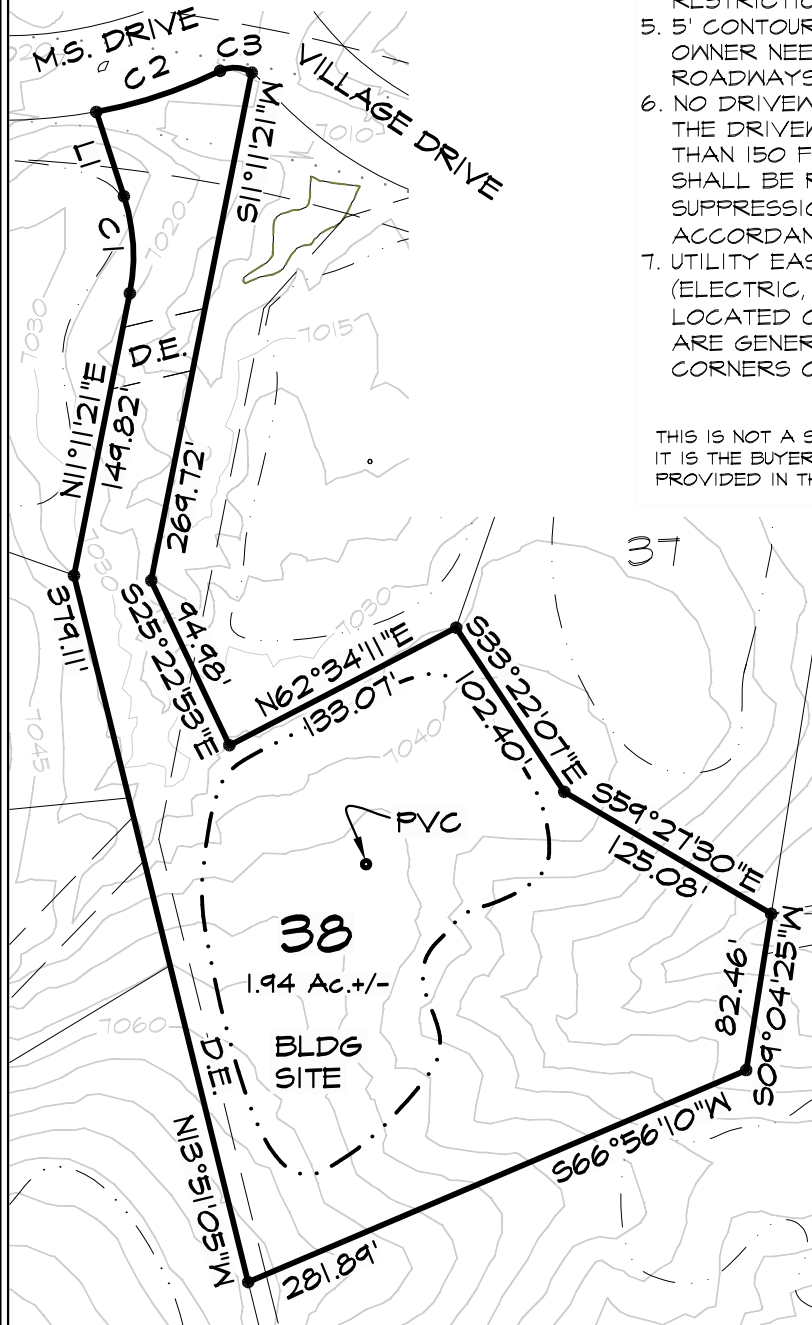 M.S. DRIVE
C2
C3
VILLAGE DRIVE
L1
C1
S11°11'21"W
7020
7010
7020
7030
7015
D.E.
N11°11'21"E
149.82'
269.72'
7030
379.11'
S25°22'53"E
94.98'
7030
N62°34'11"E
133.07'
S33°22'07"E
102.40'
37
7045
7040
S59°27'30"E
125.08'
PVC
38
1.94 Ac.+/-
BLDG
SITE
S09°04'25"W
82.46'
7060
D.E.
N13°51'05"W
S66°56'10"W
281.89'
5. 5' CONTOUR
OWNER NEE
ROADWAYS
6. NO DRIVEW
THE DRIVEW
THAN 150 F
SHALL BE R
SUPPRESSIO
ACCORDAN
7. UTILITY EAS
(ELECTRIC,
LOCATED O
ARE GENER
CORNERS O
THIS IS NOT A S
IT IS THE BUYER
PROVIDED IN TH